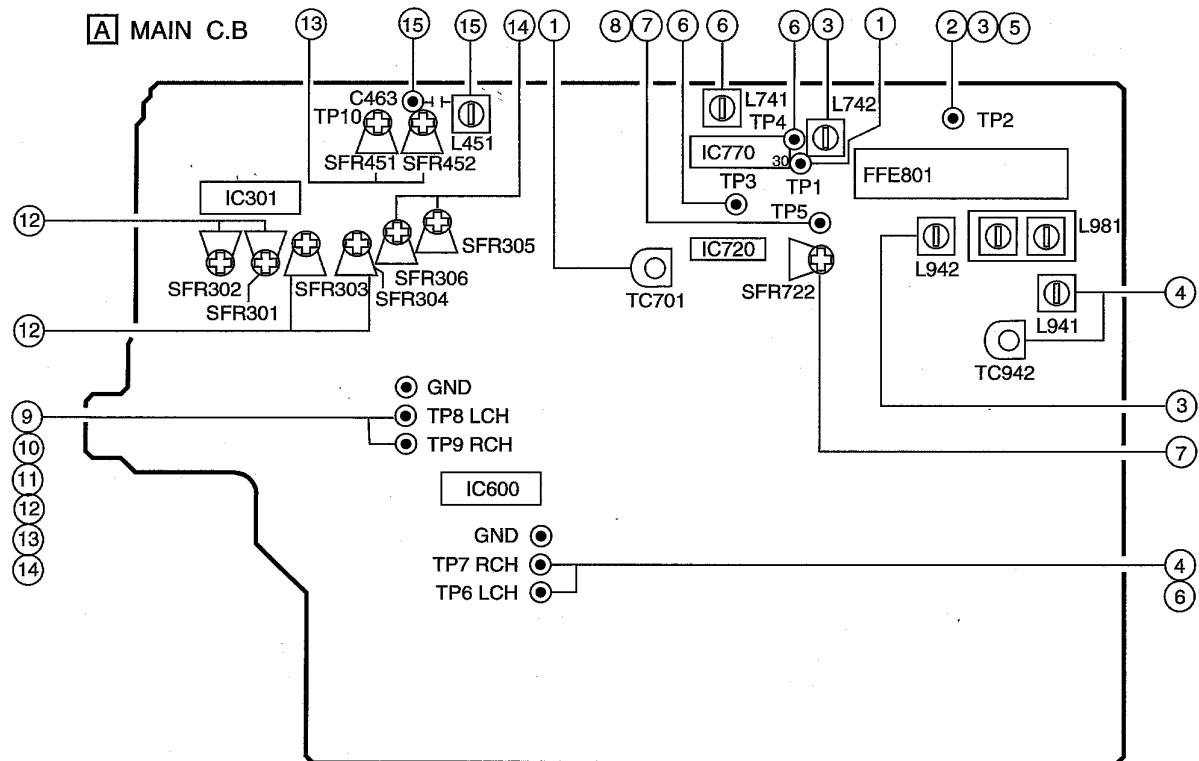 A MAIN C.B
13 15 15 14 1 8 7 6 6 6 3 1 2 3 5
C463
TP10
L451
SFR451 SFR452
L741
TP4
L742
IC770
30
TP1
TP2
FFE801
IC301
TP3
TP5
12
SFR305
SFR306
SFR302
SFR301
SFR303
SFR304
IC720
TC701
SFR722
L942
L981
L941
4
12
TC942
GND
TP8 LCH
TP9 RCH
9
10
11
12
13
14
3
7
IC600
GND
TP7 RCH
TP6 LCH
4
6